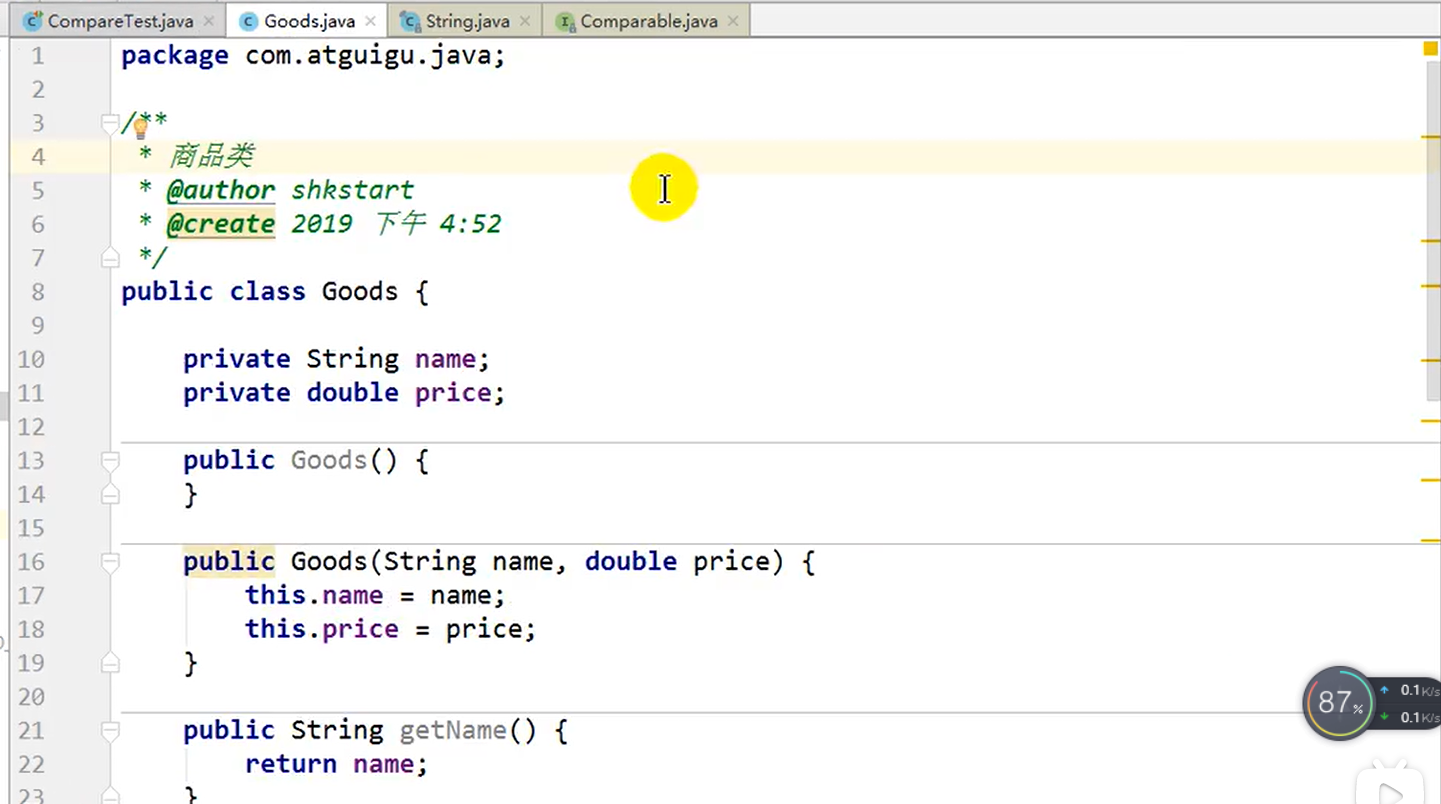 CompareTest.java × Goods.java × String.java × Comparable.java ×
1 package com.atguigu.java;
2
3 /**
4 * 商品类
5 * @author shkstart
6 * @create 2019 下午 4:52
7 */
8 public class Goods {
9
10 private String name;
11 private double price;
12
13 public Goods() {
14 }
15
16 public Goods(String name, double price) {
17 this.name = name;
18 this.price = price;
19 }
20
21 public String getName() {
22 return name;
23 }
87%
↑ 0.1K/s
↓ 0.1K/s